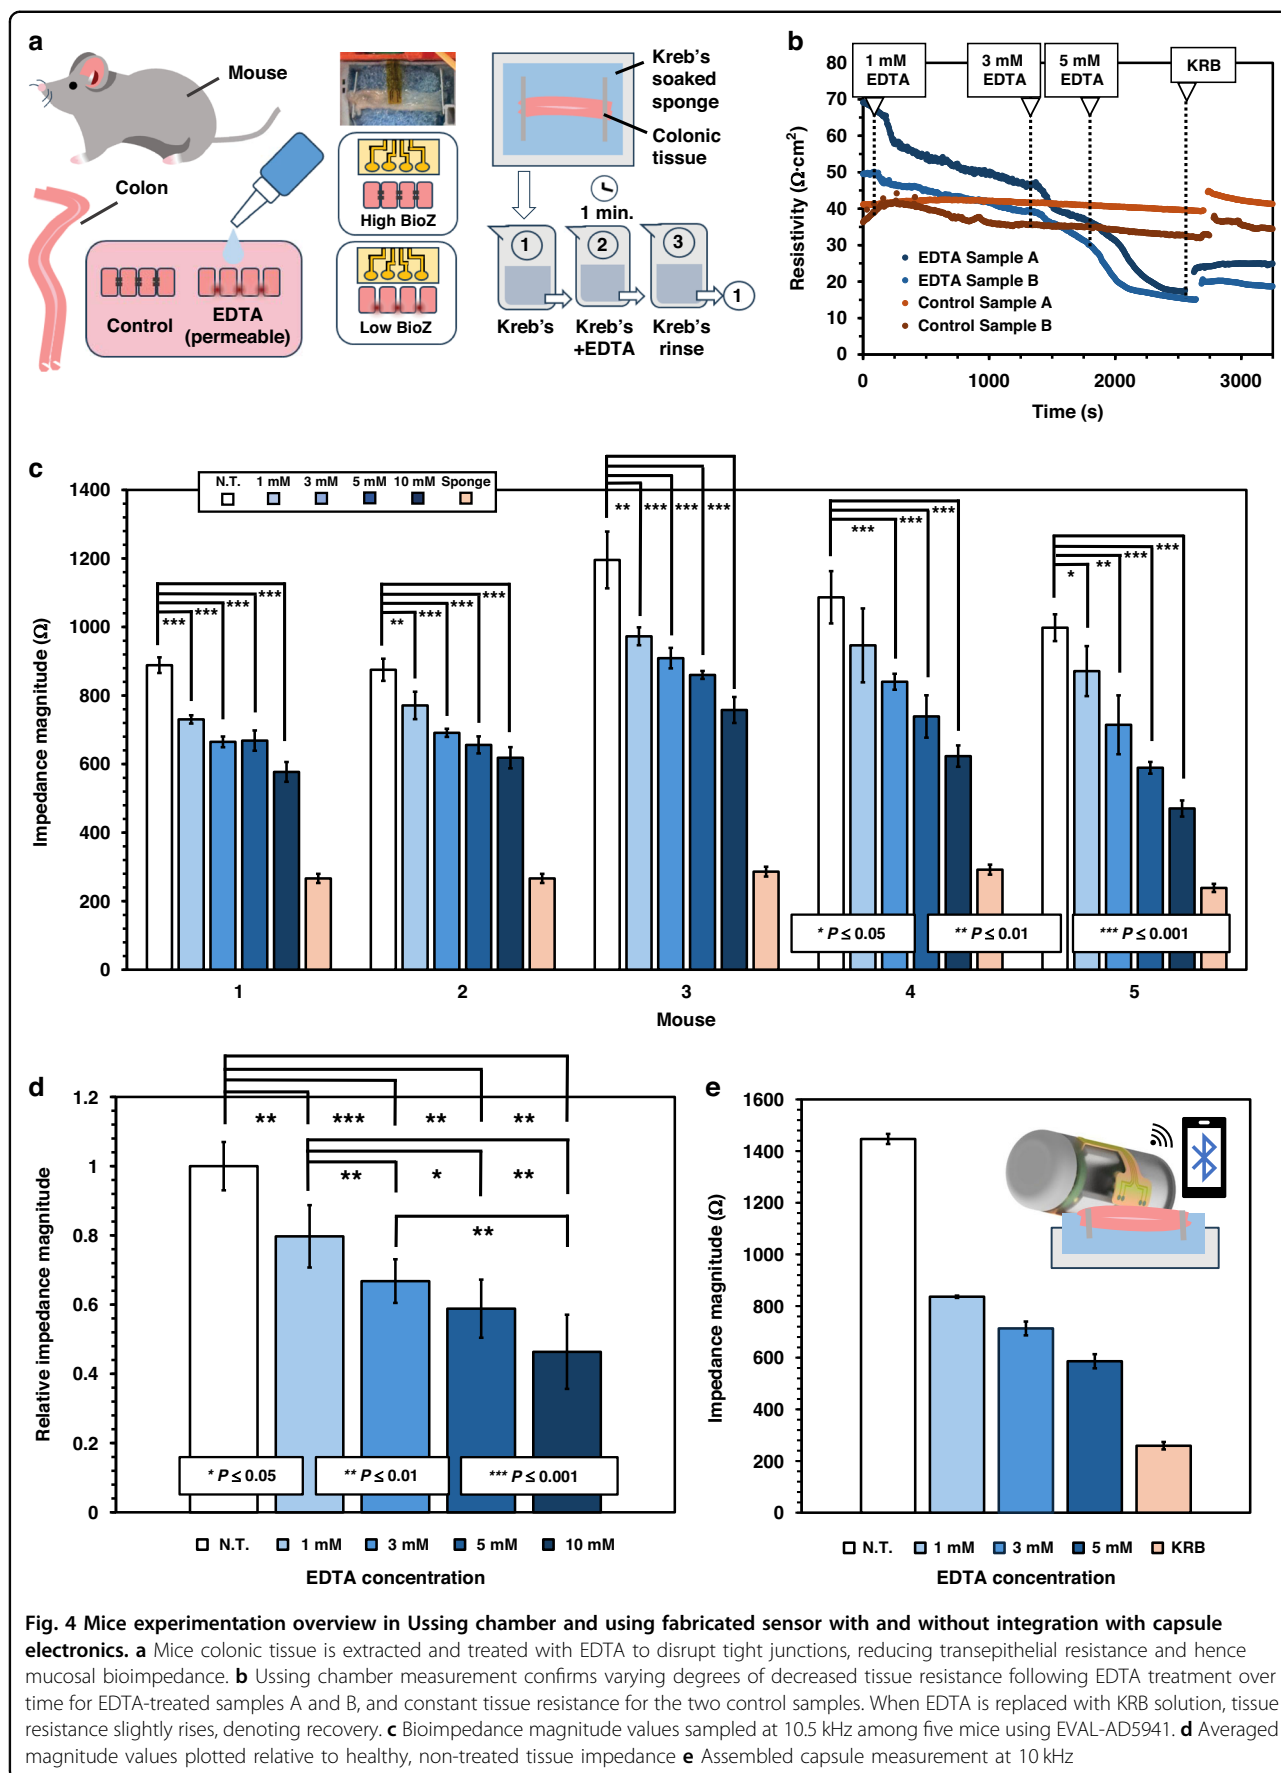 a
Mouse
Colon
Control
EDTA
(permeable)
High BioZ
Low BioZ
Kreb's
soaked
sponge
Colonic
tissue
1 min.
1
2
3
1
Kreb's
Kreb's
+EDTA
Kreb's
rinse
b
1 mM
EDTA
3 mM
EDTA
5 mM
EDTA
KRB
80
70
60
50
40
30
20
10
0
Resistivity (Ω·cm²)
EDTA Sample A
EDTA Sample B
Control Sample A
Control Sample B
0 1000 2000 3000
Time (s)
c
N.T. 1 mM 3 mM 5 mM 10 mM Sponge
1400
1200
1000
800
600
400
200
0
Impedance magnitude (Ω)
*** *** *** ***
** *** *** ***
** *** *** ***
*** *** ***
* ** *** ***
* P ≤ 0.05
** P ≤ 0.01
*** P ≤ 0.001
1 2 3 4 5
Mouse
d
1.2
1
0.8
0.6
0.4
0.2
0
Relative impedance magnitude
** *** ** **
** * **
**
* P ≤ 0.05
** P ≤ 0.01
*** P ≤ 0.001
N.T. 1 mM 3 mM 5 mM 10 mM
EDTA concentration
e
1600
1400
1200
1000
800
600
400
200
0
Impedance magnitude (Ω)
N.T. 1 mM 3 mM 5 mM KRB
EDTA concentration
Fig. 4 Mice experimentation overview in Ussing chamber and using fabricated sensor with and without integration with capsule
electronics. a Mice colonic tissue is extracted and treated with EDTA to disrupt tight junctions, reducing transepithelial resistance and hence
mucosal bioimpedance. b Ussing chamber measurement confirms varying degrees of decreased tissue resistance following EDTA treatment over
time for EDTA-treated samples A and B, and constant tissue resistance for the two control samples. When EDTA is replaced with KRB solution, tissue
resistance slightly rises, denoting recovery. c Bioimpedance magnitude values sampled at 10.5 kHz among five mice using EVAL-AD5941. d Averaged
magnitude values plotted relative to healthy, non-treated tissue impedance e Assembled capsule measurement at 10 kHz